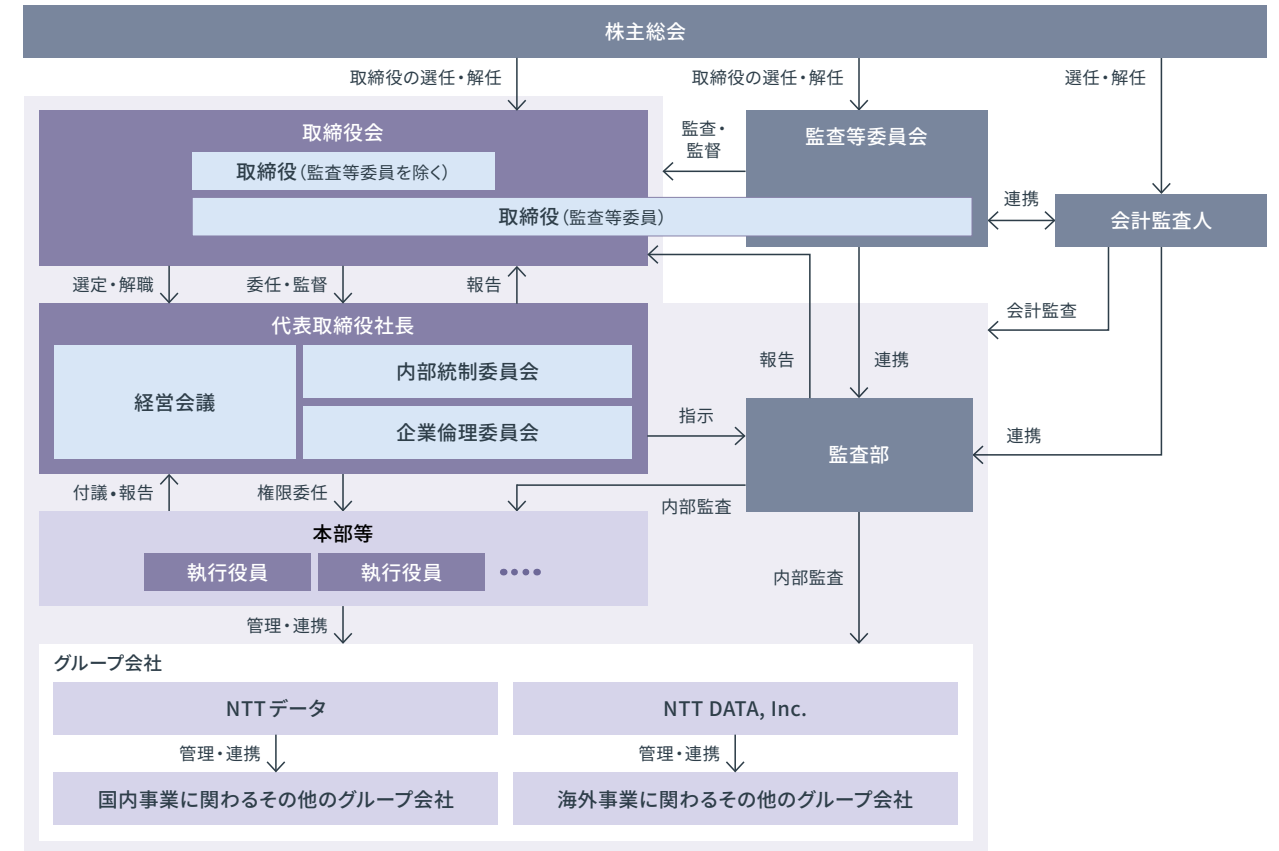 株主総会
取締役の選任・解任
取締役の選任・解任
選任・解任
取締役会
取締役（監査等委員を除く）
監査・
監督
監査等委員会
取締役（監査等委員）
連携
会計監査人
選定・解職
委任・監督
報告
会計監査
代表取締役社長
経営会議
内部統制委員会
企業倫理委員会
報告
連携
指示
監査部
連携
付議・報告
権限委任
内部監査
本部等
執行役員
執行役員
••••
内部監査
管理・連携
グループ会社
NTTデータ
NTT DATA, Inc.
管理・連携
管理・連携
国内事業に関わるその他のグループ会社
海外事業に関わるその他のグループ会社